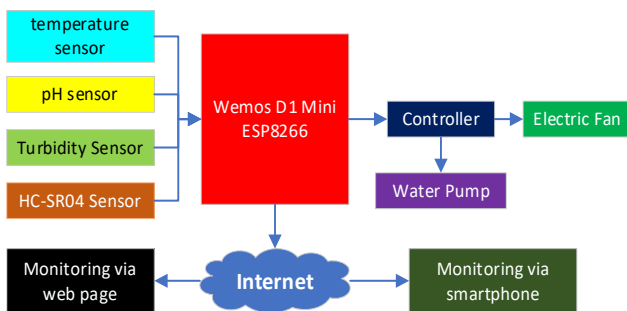 temperature
sensor
pH sensor
Turbidity Sensor
HC-SR04 Sensor
Wemos D1 Mini
ESP8266
Controller
Electric Fan
Water Pump
Internet
Monitoring via
web page
Monitoring via
smartphone